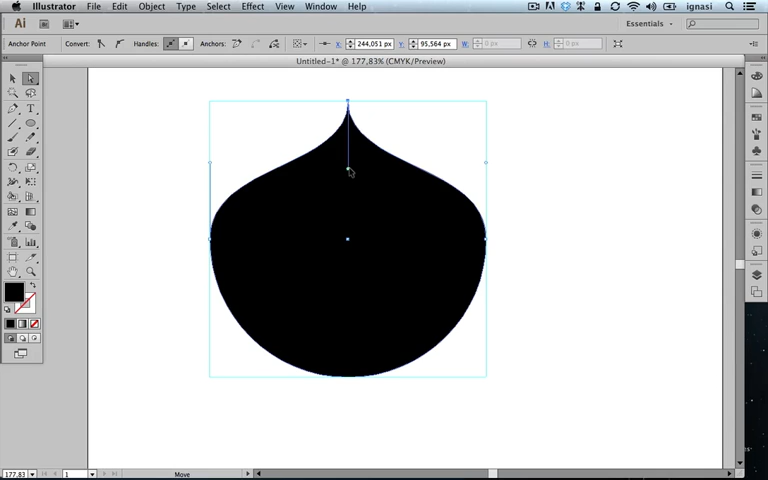 Illustrator File Edit Object Type Select Effect View Window Help ignasi
Ai Essentials
Anchor Point Convert: Handles: Anchors: X: 244,051 px Y: 95,564 px W: 0 px H: 0 px
Untitled-1* @ 177,83% (CMYK/Preview)
T
177,83 1 Move